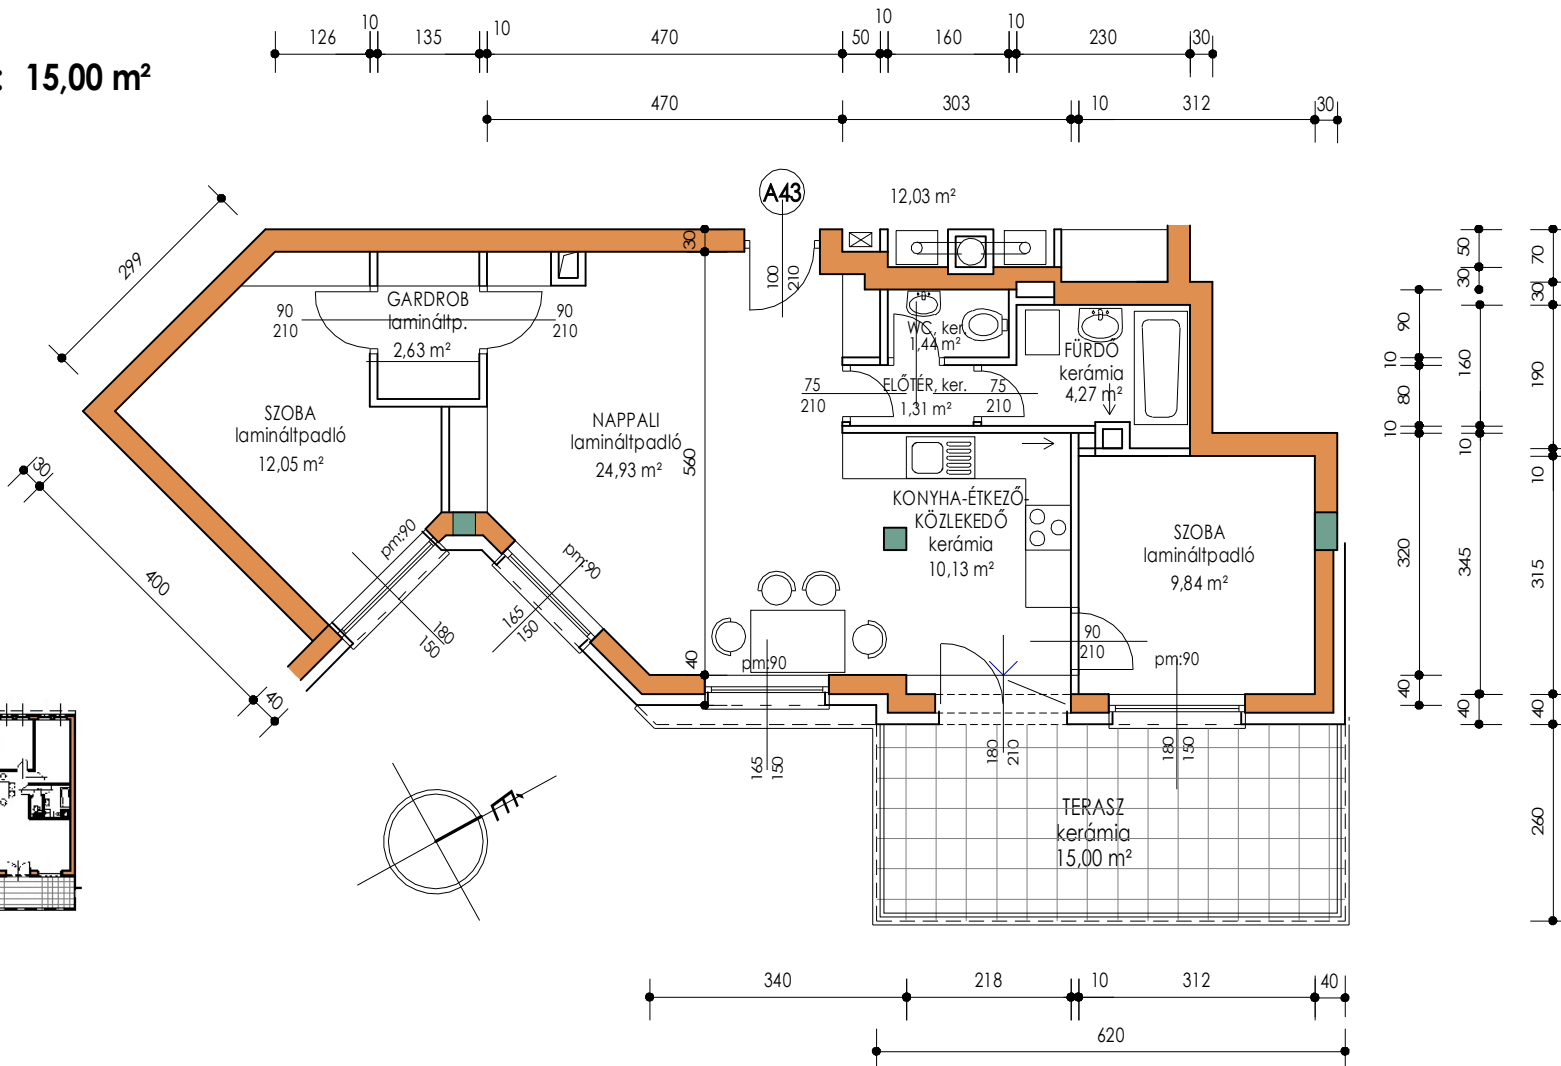 : 15,00 m²
126
10
135
10
470
50
10
160
10
230
30
470
303
10
312
30
A43
12,03 m²
299
30
400
40
GARDROB
lamináltp.
2,63 m²
90
210
90
210
100
210
30
560
40
SZOBA
lamináltpadló
12,05 m²
NAPPALI
lamináltpadló
24,93 m²
WC, ker.
1,44 m²
ELŐTÉR, ker.
1,31 m²
75
210
75
210
FÜRDŐ
kerámia
4,27 m²
KONYHA-ÉTKEZŐ-
KÖZLEKEDŐ
kerámia
10,13 m²
SZOBA
lamináltpadló
9,84 m²
90
210
pm:90
180
150
pm:90
165
150
pm:90
165
150
180
210
pm:90
180
150
TERASZ
kerámia
15,00 m²
É
50
30
90
10
80
10
320
40
160
10
345
40
70
30
190
10
315
40
260
340
218
10
312
40
620